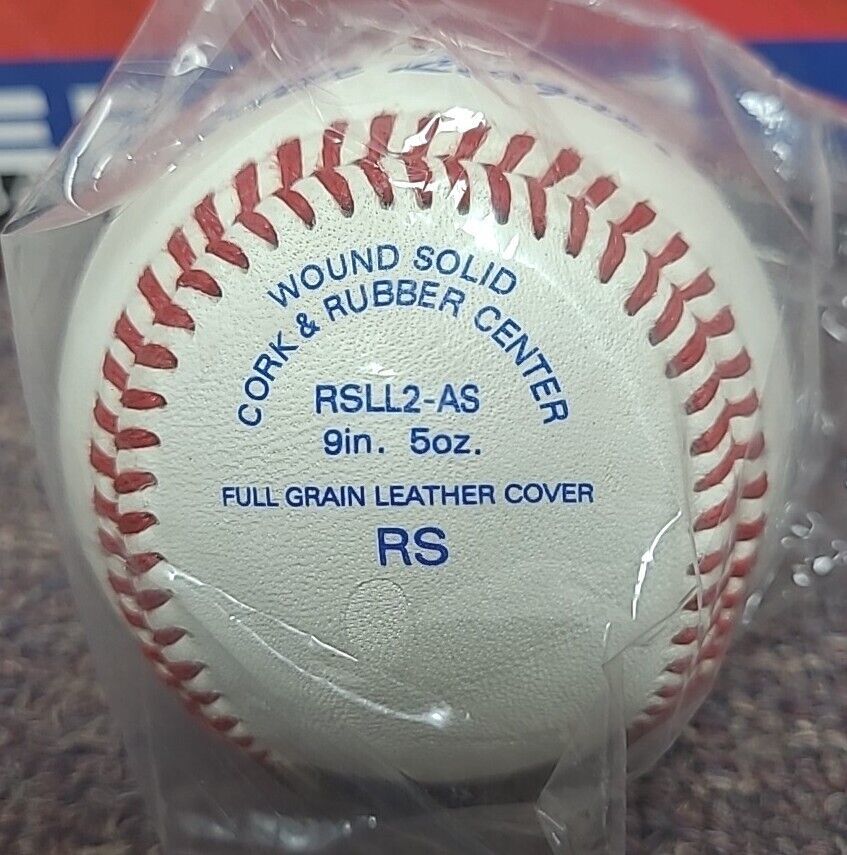 WOUND SOLID
CORK & RUBBER CENTER
RSLL2-AS
9in. 5oz.
FULL GRAIN LEATHER COVER
RS